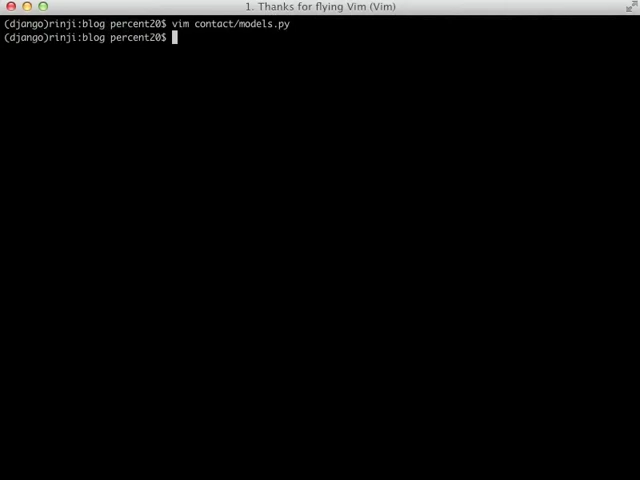 1. Thanks for flying Vim (Vim)
(django)rinji:blog percent20$ vim contact/models.py
(django)rinji:blog percent20$